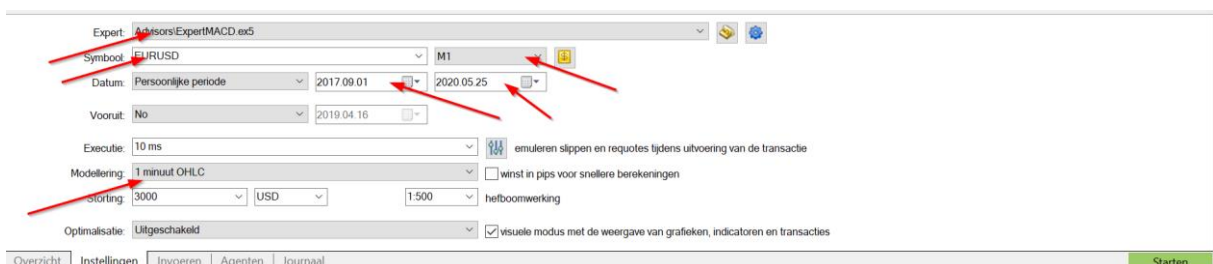 Expert: Advisors\ExpertMACD.ex5
Symbool: EURUSD M1
Datum: Persoonlijke periode 2017.09.01 2020.05.25
Vooruit: No 2019.04.16
Executie: 10 ms emuleren slippen en requotes tijdens uitvoering van de transactie
Modellering: 1 minuut OHLC winst in pips voor snellere berekeningen
Storting: 3000 USD 1:500 hefboomwerking
Optimalisatie: Uitgeschakeld visuele modus met de weergave van grafieken, indicatoren en transacties
Overzicht Instellingen Invoeren Agenten Journaal Starten